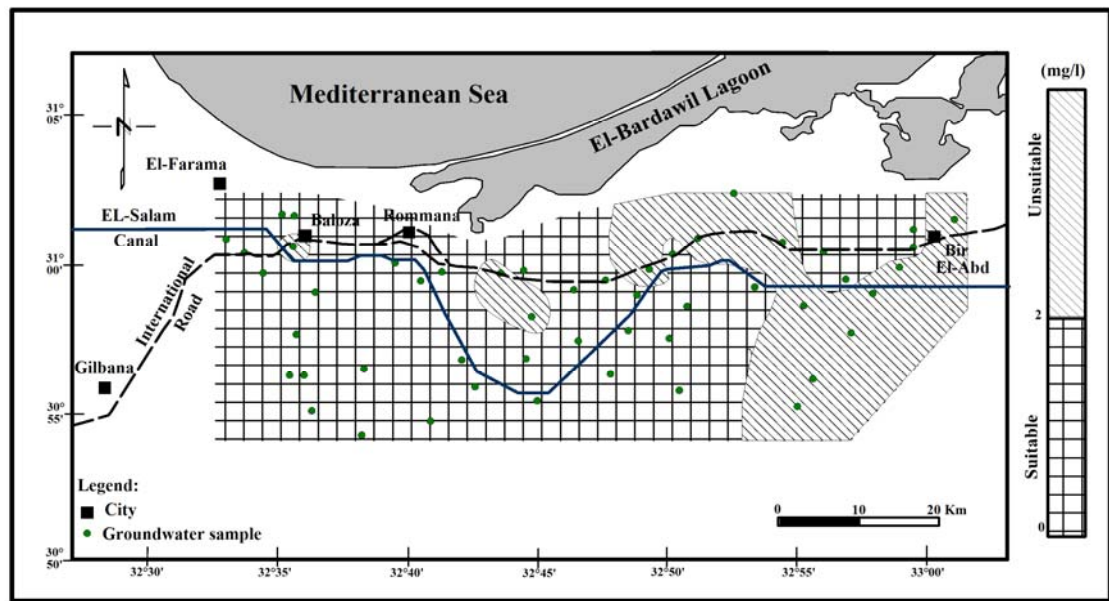 (mg/l)
Mediterranean Sea
El-Bardawil Lagoon
31°
05'
N
El-Farama
EL-Salam
Canal
Baloza
Rommana
Bir
El-Abd
31°
00'
International
Road
Gilbana
30°
55'
Legend:
City
Groundwater sample
0 10 20 Km
30°
50'
32°30' 32°35' 32°40' 32°45' 32°50' 32°55' 33°00'
Unsuitable
2
Suitable
0